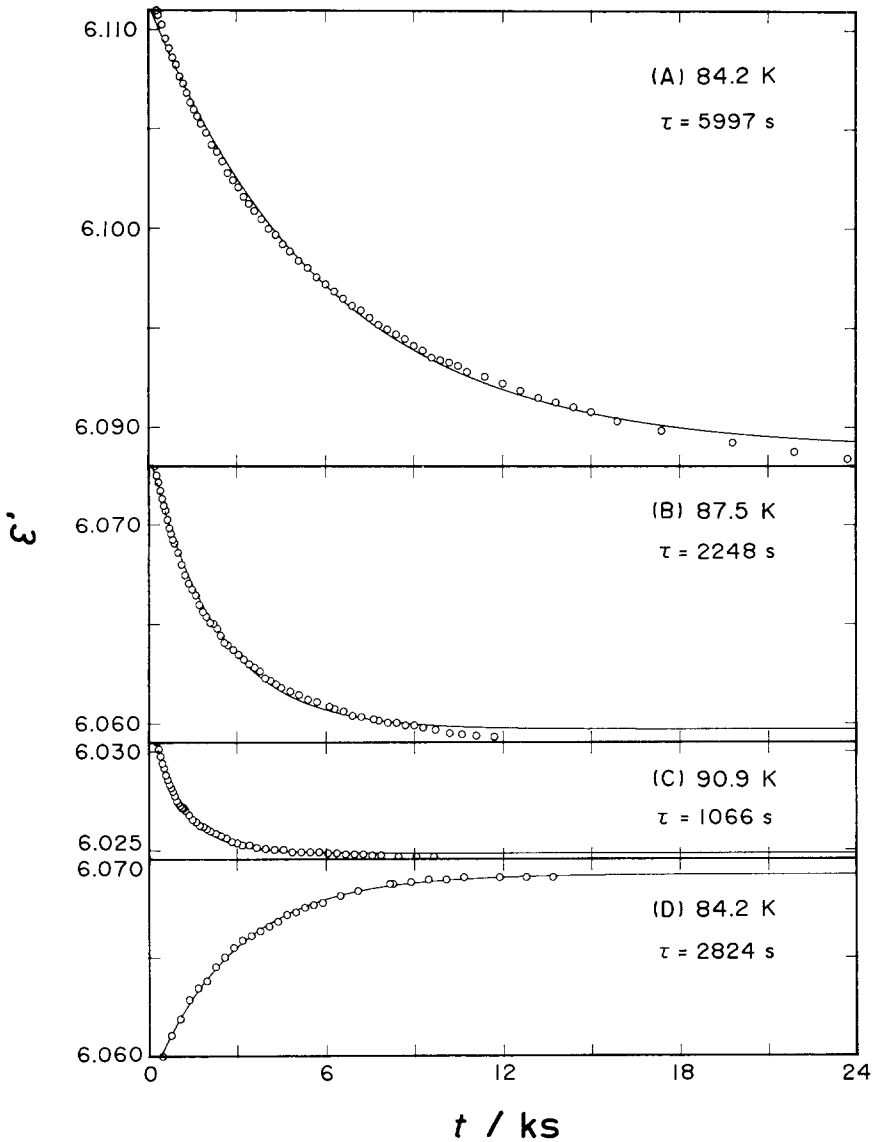 6.110
(A) 84.2 K
τ = 5997 s
6.100
6.090
(B) 87.5 K
6.070
τ = 2248 s
ε'
6.060
6.030
(C) 90.9 K
τ = 1066 s
6.025
6.070
(D) 84.2 K
τ = 2824 s
6.060
0 6 12 18 24
t / ks